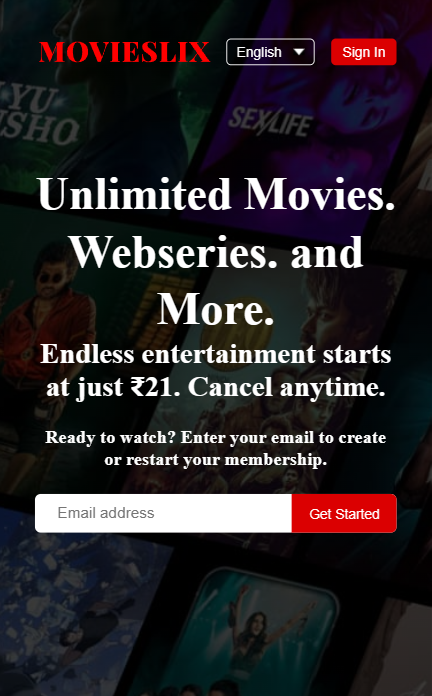 MOVIESLIX
English
Sign In
YU
SHO
SEX/LIFE
Unlimited Movies.
Webseries. and
More.
Endless entertainment starts
at just ₹21. Cancel anytime.
Ready to watch? Enter your email to create
or restart your membership.
Email address
Get Started